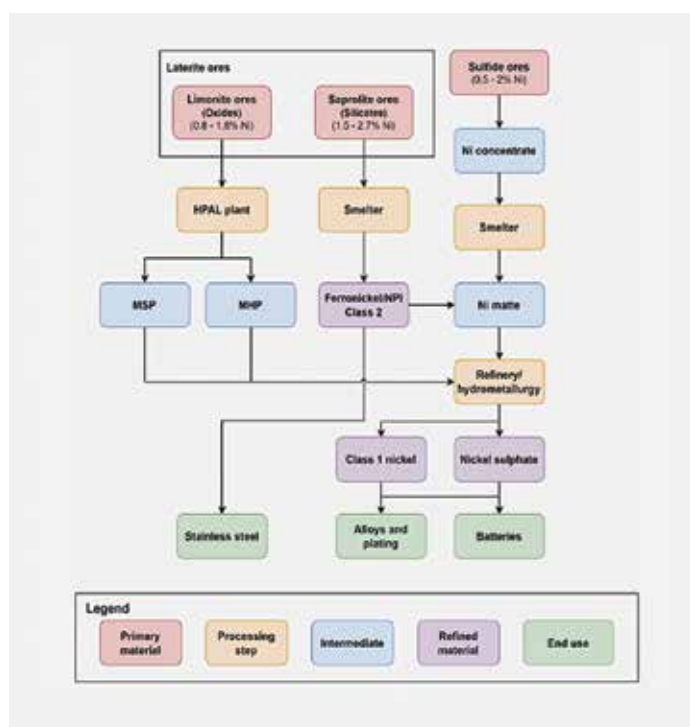 Laterite ores
Limonite ores
(Oxides)
(0.8 - 1.8% Ni)
Saprolite ores
(Silicates)
(1.5 - 2.7% Ni)
Sulfide ores
(0.5 - 2% Ni)
Ni concentrate
HPAL plant
Smelter
Smelter
MSP
MHP
Ferronickel/NPI
Class 2
Ni matte
Refinery/
hydrometallurgy
Class 1 nickel
Nickel sulphate
Stainless steel
Alloys and
plating
Batteries
Legend
Primary
material
Processing
step
Intermediate
Refined
material
End use